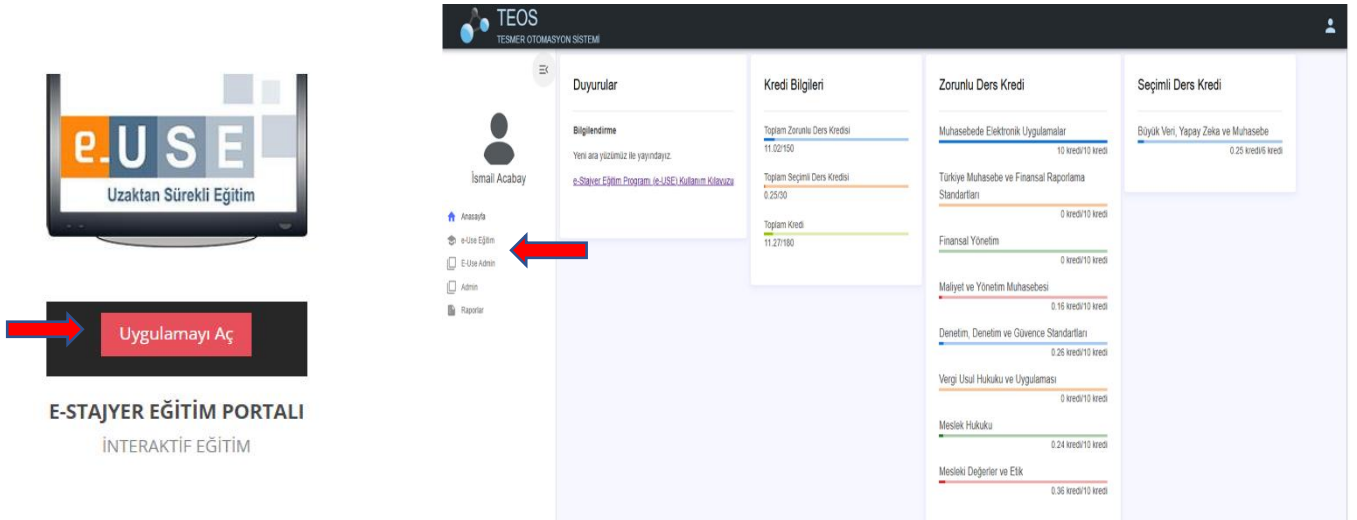 e-USE
Uzaktan Sürekli Eğitim
Uygulamayı Aç
E-STAJYER EĞİTİM PORTALI
İNTERAKTİF EĞİTİM
TEOS
TESMER OTOMASYON SİSTEMİ
İsmail Acabay
Anasayfa
e-Use Eğitim
E-Use Admin
Admin
Raporlar
Duyurular
Bilgilendirme
Yeni ara yüzümüz ile yayındayız.
e-Stajyer Eğitim Programı (e-USE) Kullanım Kılavuzu
Kredi Bilgileri
Toplam Zorunlu Ders Kredisi
11.02/150
Toplam Seçimli Ders Kredisi
0.25/30
Toplam Kredi
11.27/180
Zorunlu Ders Kredi
Muhasebede Elektronik Uygulamalar
10 kredi/10 kredi
Türkiye Muhasebe ve Finansal Raporlama
Standartları
0 kredi/10 kredi
Finansal Yönetim
0 kredi/10 kredi
Maliyet ve Yönetim Muhasebesi
0.16 kredi/10 kredi
Denetim, Denetim ve Güvence Standartları
0.26 kredi/10 kredi
Vergi Usul Hukuku ve Uygulaması
0 kredi/10 kredi
Meslek Hukuku
0.24 kredi/10 kredi
Mesleki Değerler ve Etik
0.36 kredi/10 kredi
Seçimli Ders Kredi
Büyük Veri, Yapay Zeka ve Muhasebe
0.25 kredi/6 kredi